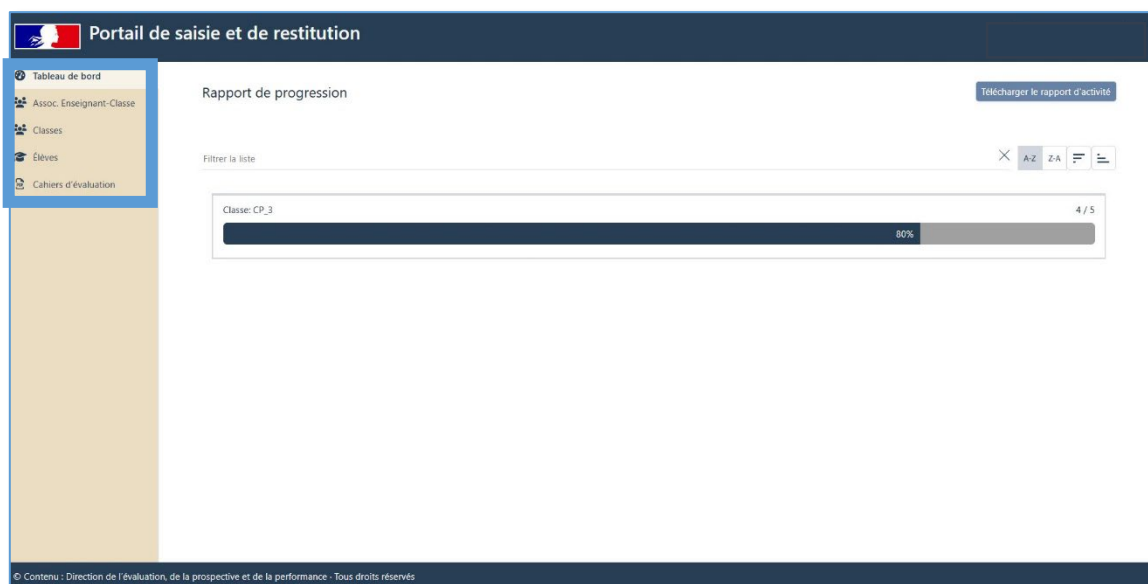 Portail de saisie et de restitution
Tableau de bord
Assoc. Enseignant-Classe
Classes
Élèves
Cahiers d'évaluation
Rapport de progression
Télécharger le rapport d'activité
Filtrer la liste
A-Z Z-A
Classe: CP_3 4 / 5
80%
© Contenu : Direction de l'évaluation, de la prospective et de la performance - Tous droits réservés